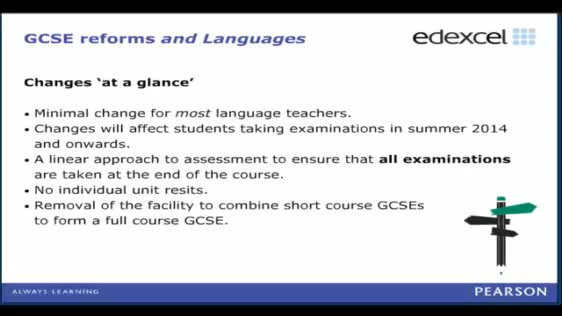 GCSE reforms and Languages
edexcel
Changes ‘at a glance’
• Minimal change for most language teachers.
• Changes will affect students taking examinations in summer 2014
and onwards.
• A linear approach to assessment to ensure that all examinations
are taken at the end of the course.
• No individual unit resits.
• Removal of the facility to combine short course GCSEs
to form a full course GCSE.
ALWAYS LEARNING
PEARSON